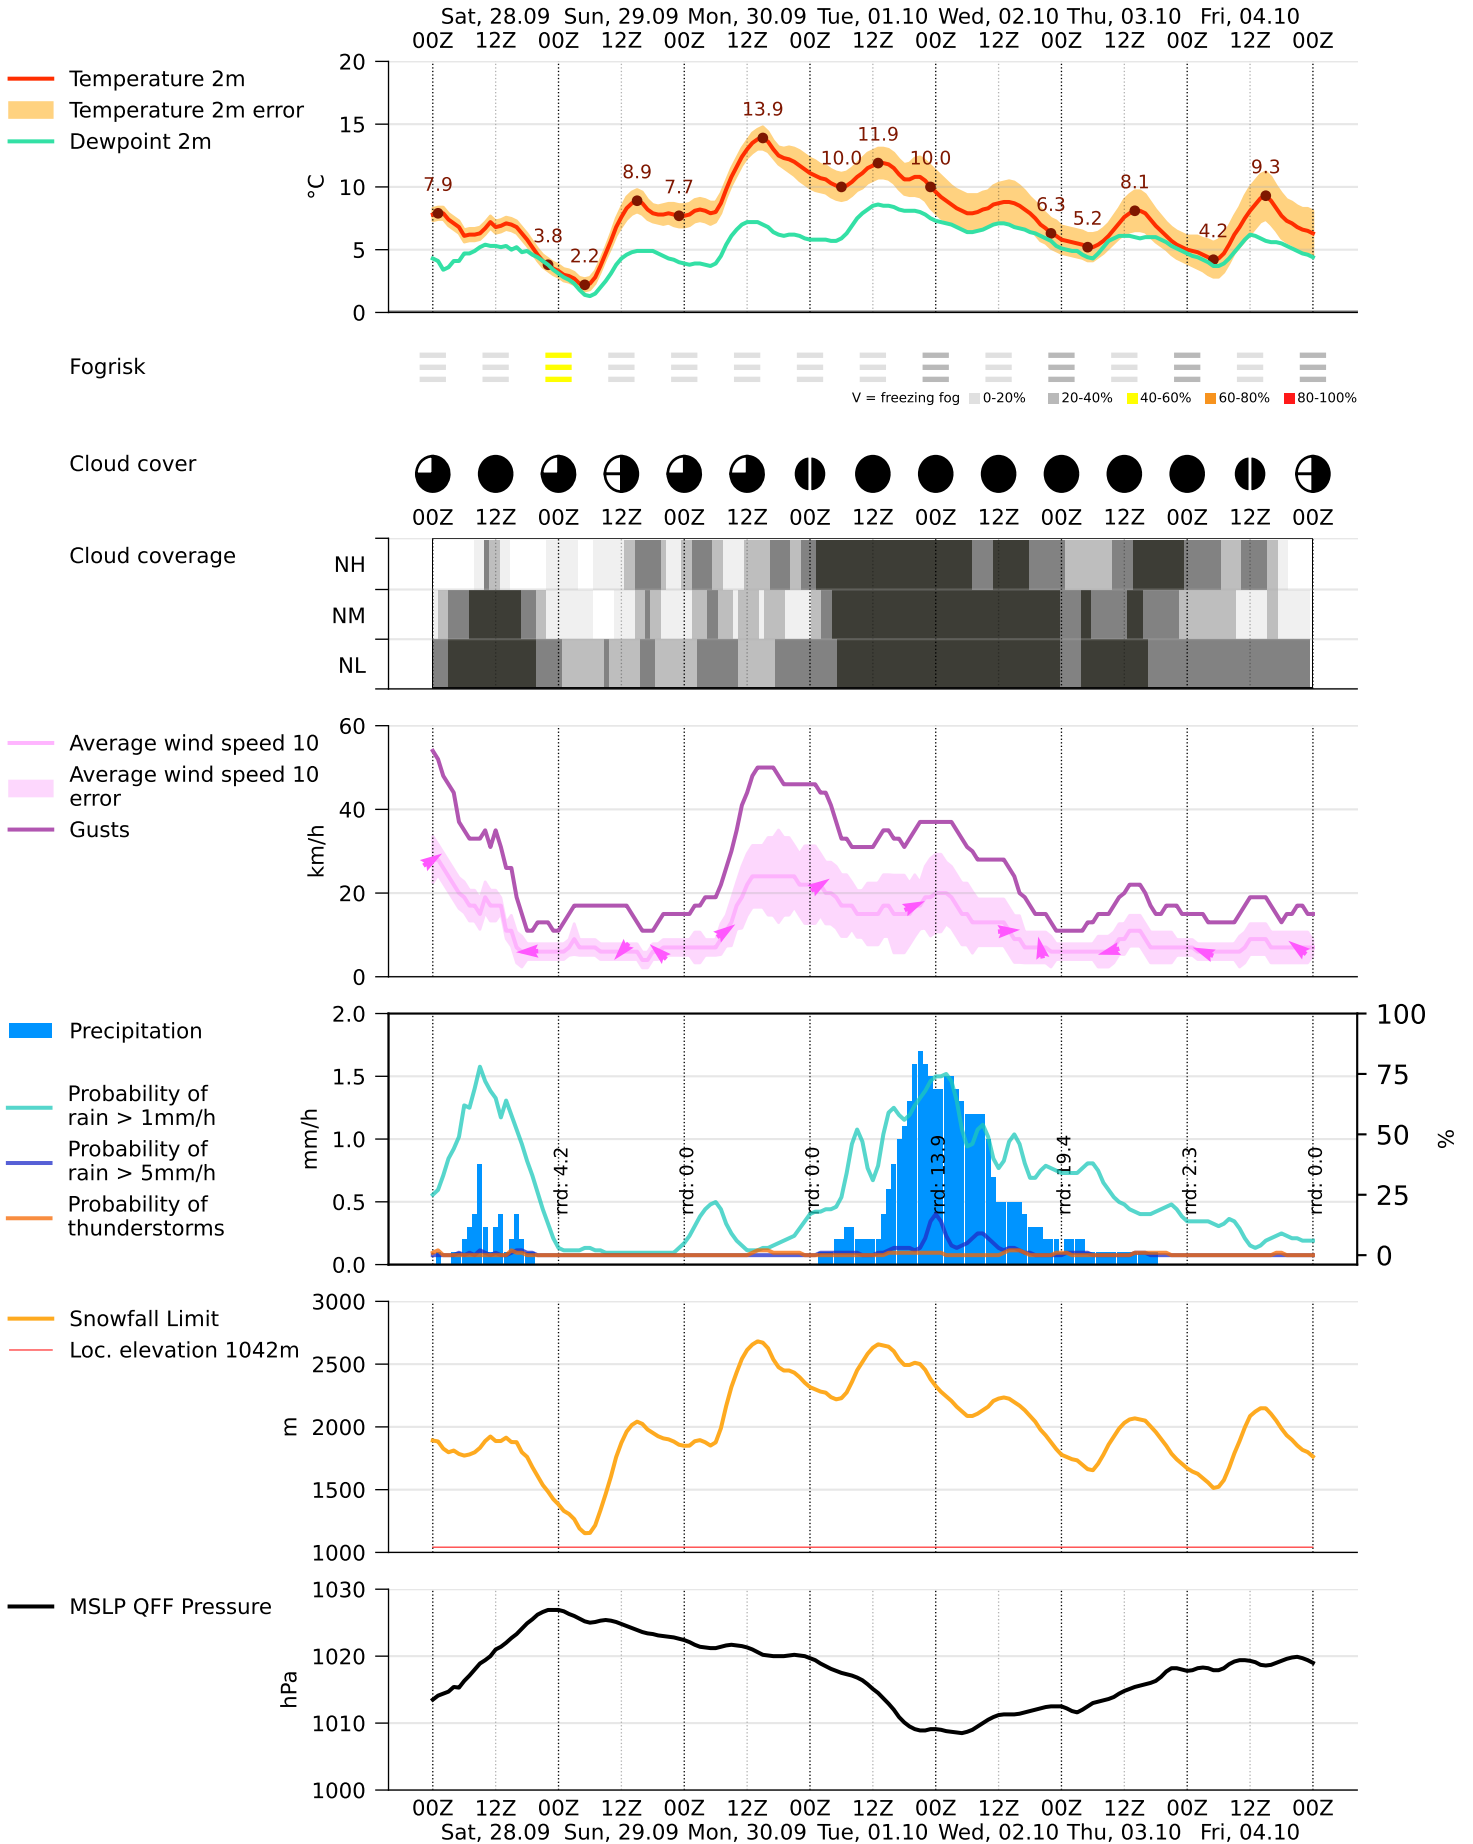 Sat, 28.09 Sun, 29.09 Mon, 30.09 Tue, 01.10 Wed, 02.10 Thu, 03.10 Fri, 04.10
00Z 12Z 00Z 12Z 00Z 12Z 00Z 12Z 00Z 12Z 00Z 12Z 00Z 12Z 00Z
Temperature 2m
Temperature 2m error
Dewpoint 2m
°C
20
15
10
5
0
7.9
3.8
2.2
8.9
7.7
13.9
10.0
11.9
10.0
6.3
5.2
8.1
4.2
9.3
Fogrisk
V = freezing fog 0-20% 20-40% 40-60% 60-80% 80-100%
Cloud cover
00Z 12Z 00Z 12Z 00Z 12Z 00Z 12Z 00Z 12Z 00Z 12Z 00Z 12Z 00Z
Cloud coverage
NH
NM
NL
Average wind speed 10
Average wind speed 10
error
Gusts
km/h
60
40
20
0
Precipitation
Probability of
rain > 1mm/h
Probability of
rain > 5mm/h
Probability of
thunderstorms
mm/h
2.0
1.5
1.0
0.5
0.0
rrd: 4.2
rrd: 0.0
rrd: 0.0
rrd: 13.9
rrd: 19.4
rrd: 2.3
rrd: 0.0
100
75
50
25
0
%
Snowfall Limit
Loc. elevation 1042m
m
3000
2500
2000
1500
1000
MSLP QFF Pressure
hPa
1030
1020
1010
1000
00Z 12Z 00Z 12Z 00Z 12Z 00Z 12Z 00Z 12Z 00Z 12Z 00Z 12Z 00Z
Sat, 28.09 Sun, 29.09 Mon, 30.09 Tue, 01.10 Wed, 02.10 Thu, 03.10 Fri, 04.10